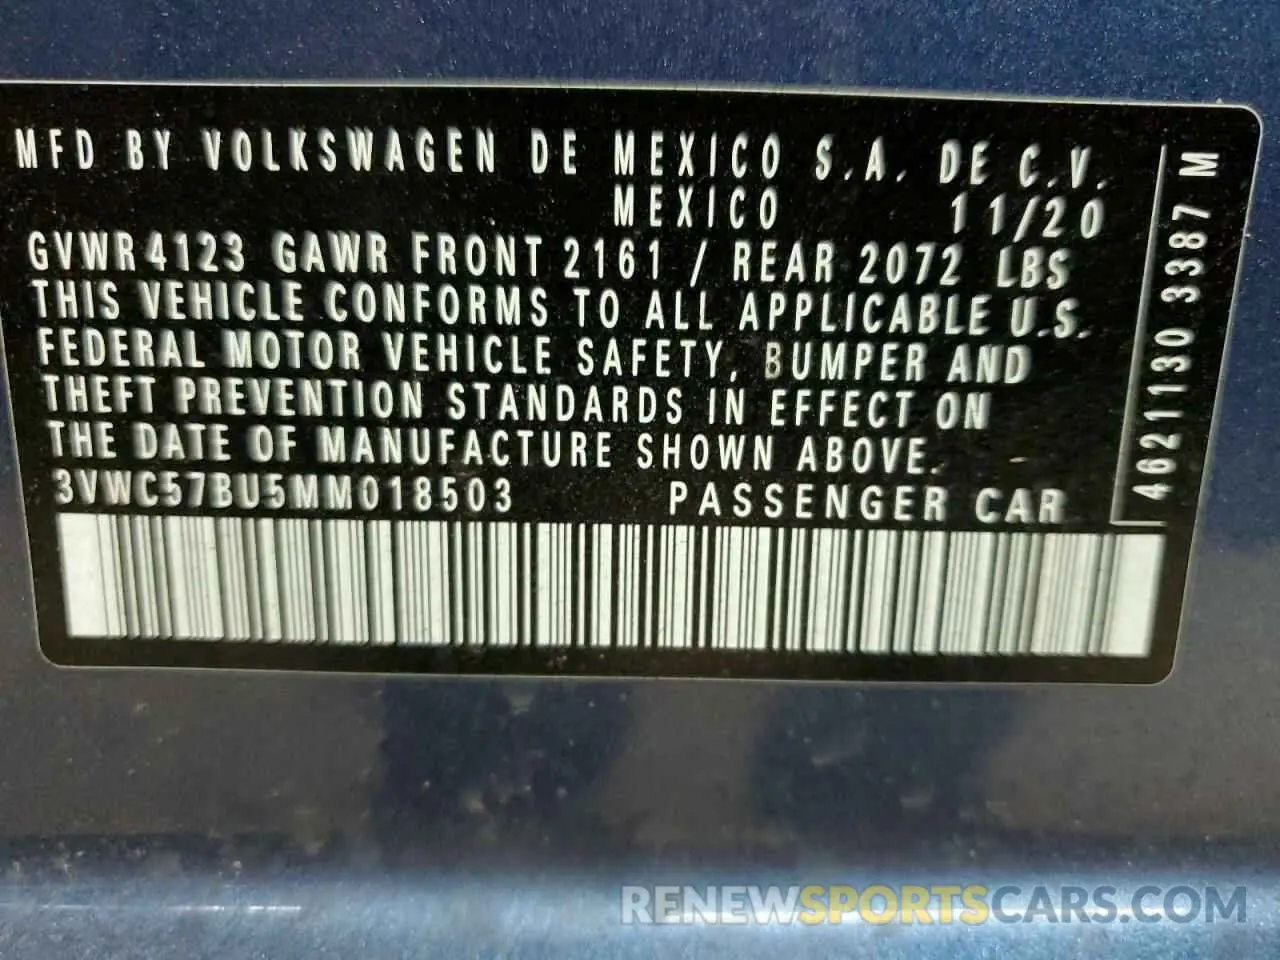 MFD BY VOLKSWAGEN DE MEXICO S.A. DE C.V.
MEXICO 11/20
GVWR 4123 GAWR FRONT 2161 / REAR 2072 LBS
THIS VEHICLE CONFORMS TO ALL APPLICABLE U.S.
FEDERAL MOTOR VEHICLE SAFETY, BUMPER AND
THEFT PREVENTION STANDARDS IN EFFECT ON
THE DATE OF MANUFACTURE SHOWN ABOVE.
3VWC57BU5MM018503 PASSENGER CAR
4621130 3387 M
RENEWSPORTSCARS.COM